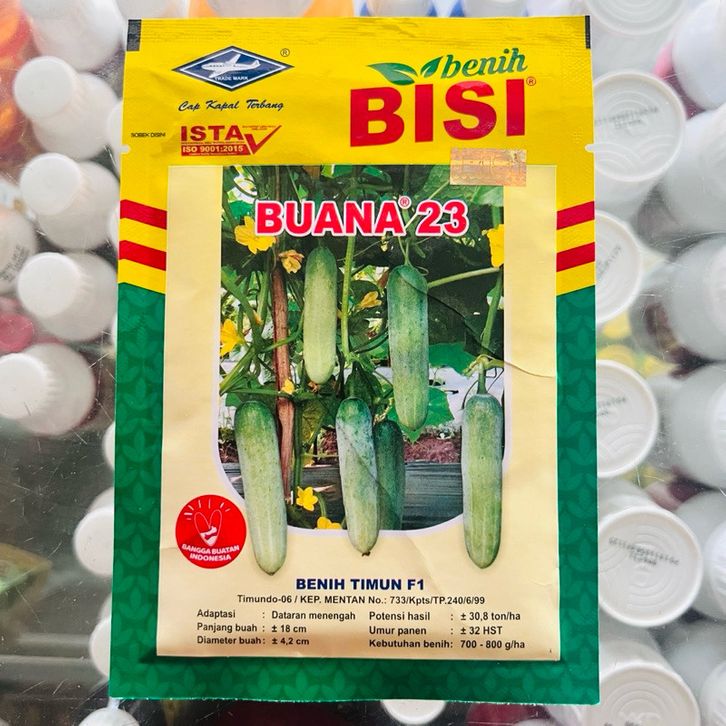 TRADE MARK
®
Cap Kapal Terbang
benih
BISI®
SOBEK DISINI
ISTA
ISO 9001:2015
BUANA® 23
BANGGA BUATAN
INDONESIA
BENIH TIMUN F1
Timundo-06 / KEP. MENTAN No.: 733/Kpts/TP.240/6/99
Adaptasi : Dataran menengah
Panjang buah : ± 18 cm
Diameter buah : ± 4,2 cm
Potensi hasil : ± 30,8 ton/ha
Umur panen : ± 32 HST
Kebutuhan benih: 700 - 800 g/ha